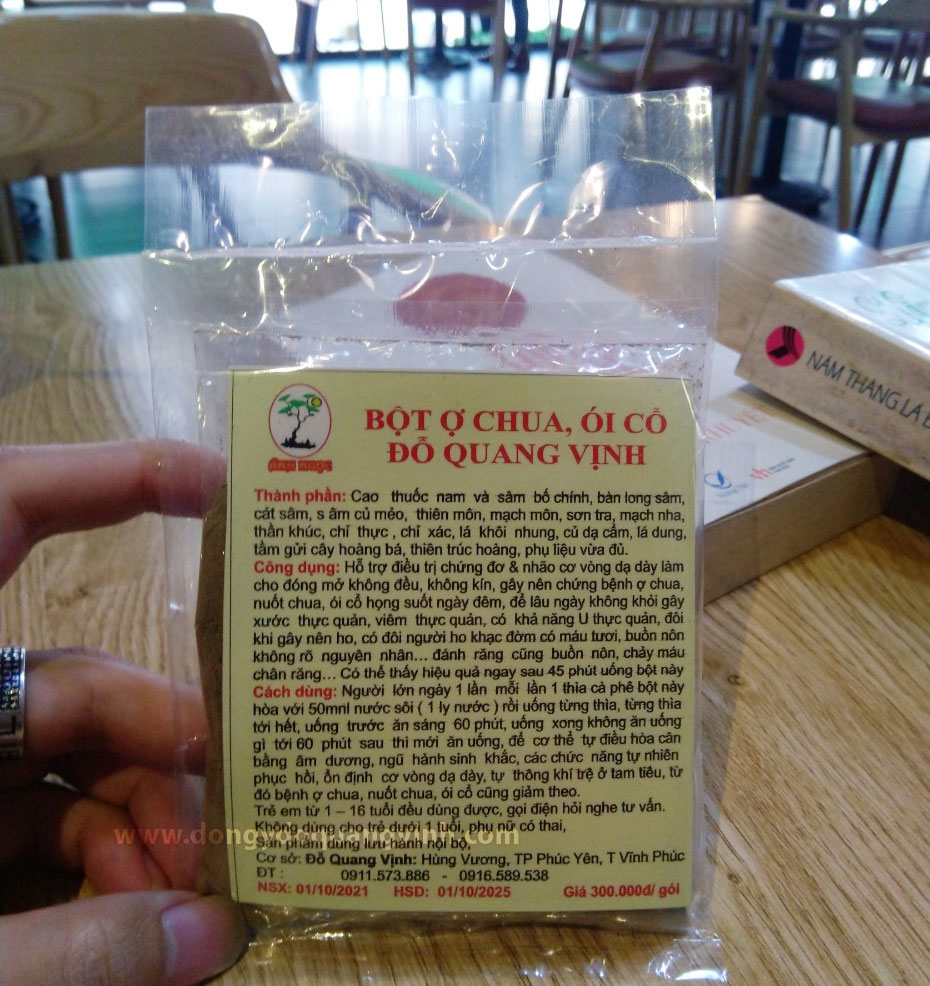 ÁNH NGỌC
BỘT Ợ CHUA, ÓI CỔ
ĐỖ QUANG VỊNH
Thành phần: Cao thuốc nam và sâm bố chính, bàn long sâm,
cát sâm, s âm củ mẻo, thiên môn, mạch môn, sơn tra, mạch nha,
thần khúc, chỉ thực , chỉ xác, lá khôi nhung, củ dạ cẩm, lá dung,
tầm gửi cây hoàng bá, thiên trúc hoàng, phụ liệu vừa đủ.
Công dụng: Hỗ trợ điều trị chứng đơ & nhão cơ vòng dạ dày làm
cho đóng mở không đều, không kín, gây nên chứng bệnh ợ chua,
nuốt chua, ói cổ họng suốt ngày đêm, để lâu ngày không khỏi gây
xước thực quản, viêm thực quản, có khả năng U thực quản, đôi
khi gây nên ho, có đôi người ho khạc đờm có máu tươi, buồn nôn
không rõ nguyên nhân... đánh răng cũng buồn nôn, chảy máu
chân răng... Có thể thấy hiệu quả ngay sau 45 phút uống bột này
Cách dùng: Người lớn ngày 1 lần mỗi lần 1 thìa cà phê bột này
hòa với 50mnl nước sôi ( 1 ly nước ) rồi uống từng thìa, từng thìa
tới hết, uống trước ăn sáng 60 phút, uống xong không ăn uống
gì tới 60 phút sau thì mới ăn uống, để cơ thể tự điều hòa cân
bằng âm dương, ngũ hành sinh khắc, các chức năng tự nhiên
phục hồi, ổn định cơ vòng dạ dày, tự thông khí trệ ở tam tiêu, từ
đó bệnh ợ chua, nuốt chua, ói cổ cũng giảm theo.
Trẻ em từ 1 – 16 tuổi đều dùng được, gọi điện hỏi nghe tư vấn.
Không dùng cho trẻ dưới 1 tuổi, phụ nữ có thai,
Sản phẩm dùng lưu hành nội bộ,
Cơ sở: Đỗ Quang Vịnh: Hùng Vương, TP Phúc Yên, T Vĩnh Phúc
ĐT : 0911.573.886 - 0916.589.538
NSX: 01/10/2021 HSD: 01/10/2025 Giá 300.000đ/ gói
www.dongyquangvinh.com
NĂM THÁNG LÀ